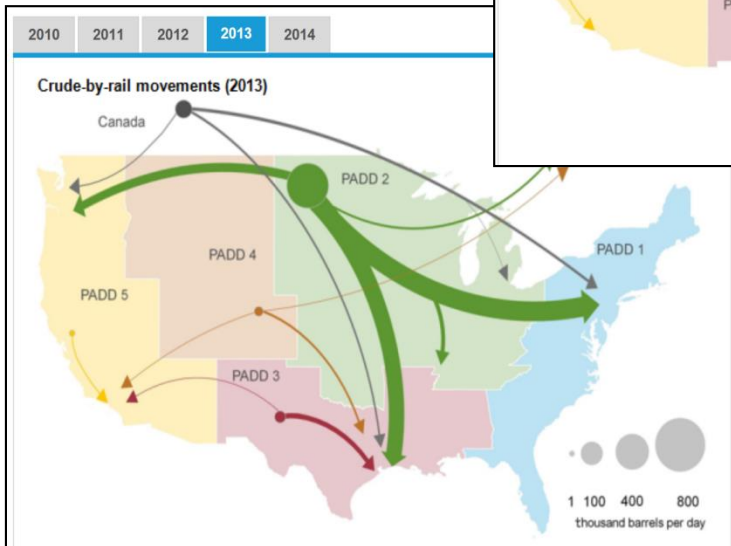 2010 2011 2012 2013 2014
Crude-by-rail movements (2013)
Canada
PADD 2
PADD 1
PADD 4
PADD 5
PADD 3
1 100 400 800
thousand barrels per day